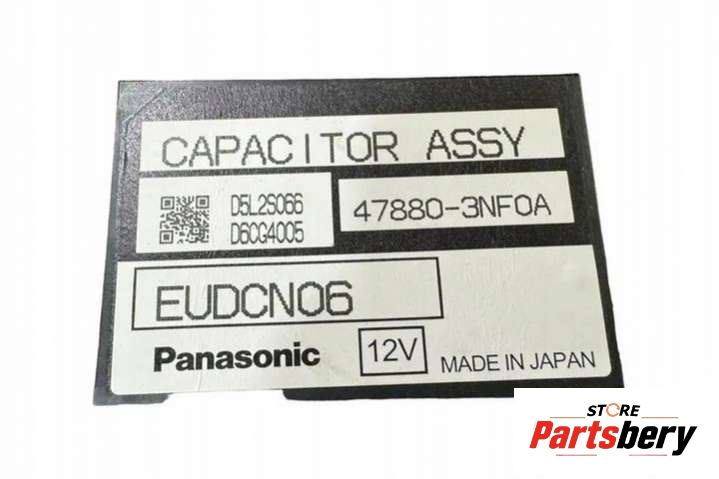 CAPACITOR ASSY
D5L2S066
D6CG4005
47880-3NF0A
EUDCN06
Panasonic
12V
MADE IN JAPAN
STORE
Partsbery